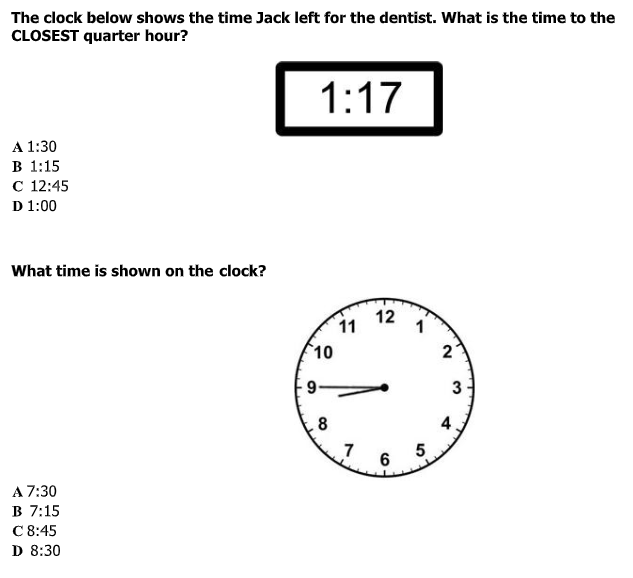 The clock below shows the time Jack left for the dentist. What is the time to the
CLOSEST quarter hour?
1:17
A 1:30
B 1:15
C 12:45
D 1:00
What time is shown on the clock?
12
11 1
10 2
9 3
8 4
7 5
6
A 7:30
B 7:15
C 8:45
D 8:30